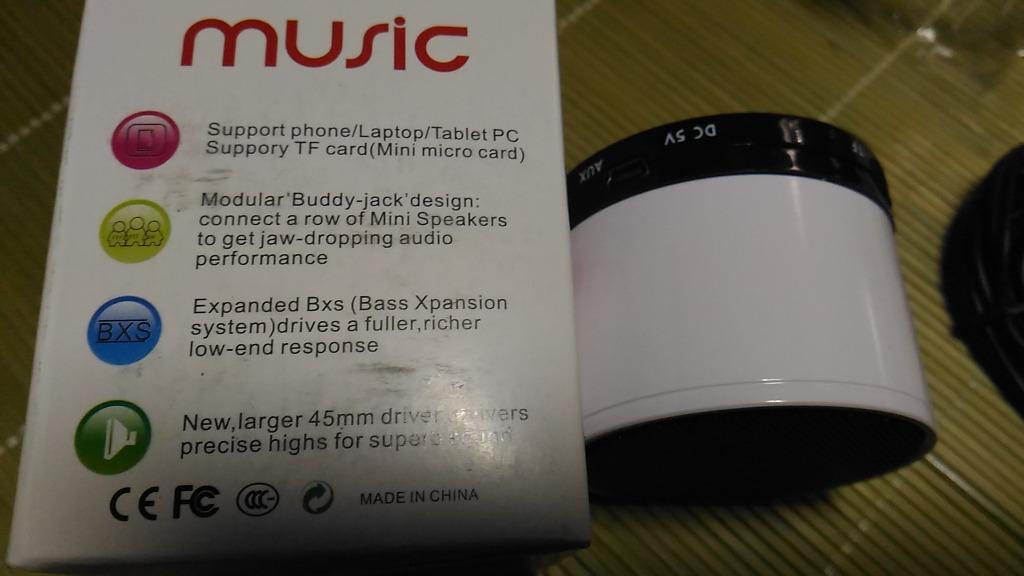 music
Support phone/Laptop/Tablet PC
Suppory TF card(Mini micro card)
Modular'Buddy-jack'design:
connect a row of Mini Speakers
to get jaw-dropping audio
performance
BXS
Expanded Bxs (Bass Xpansion
system)drives a fuller,richer
low-end response
New,larger 45mm driver
precise highs for
CE FC CCC MADE IN CHINA
AUX
DC 5V
TF